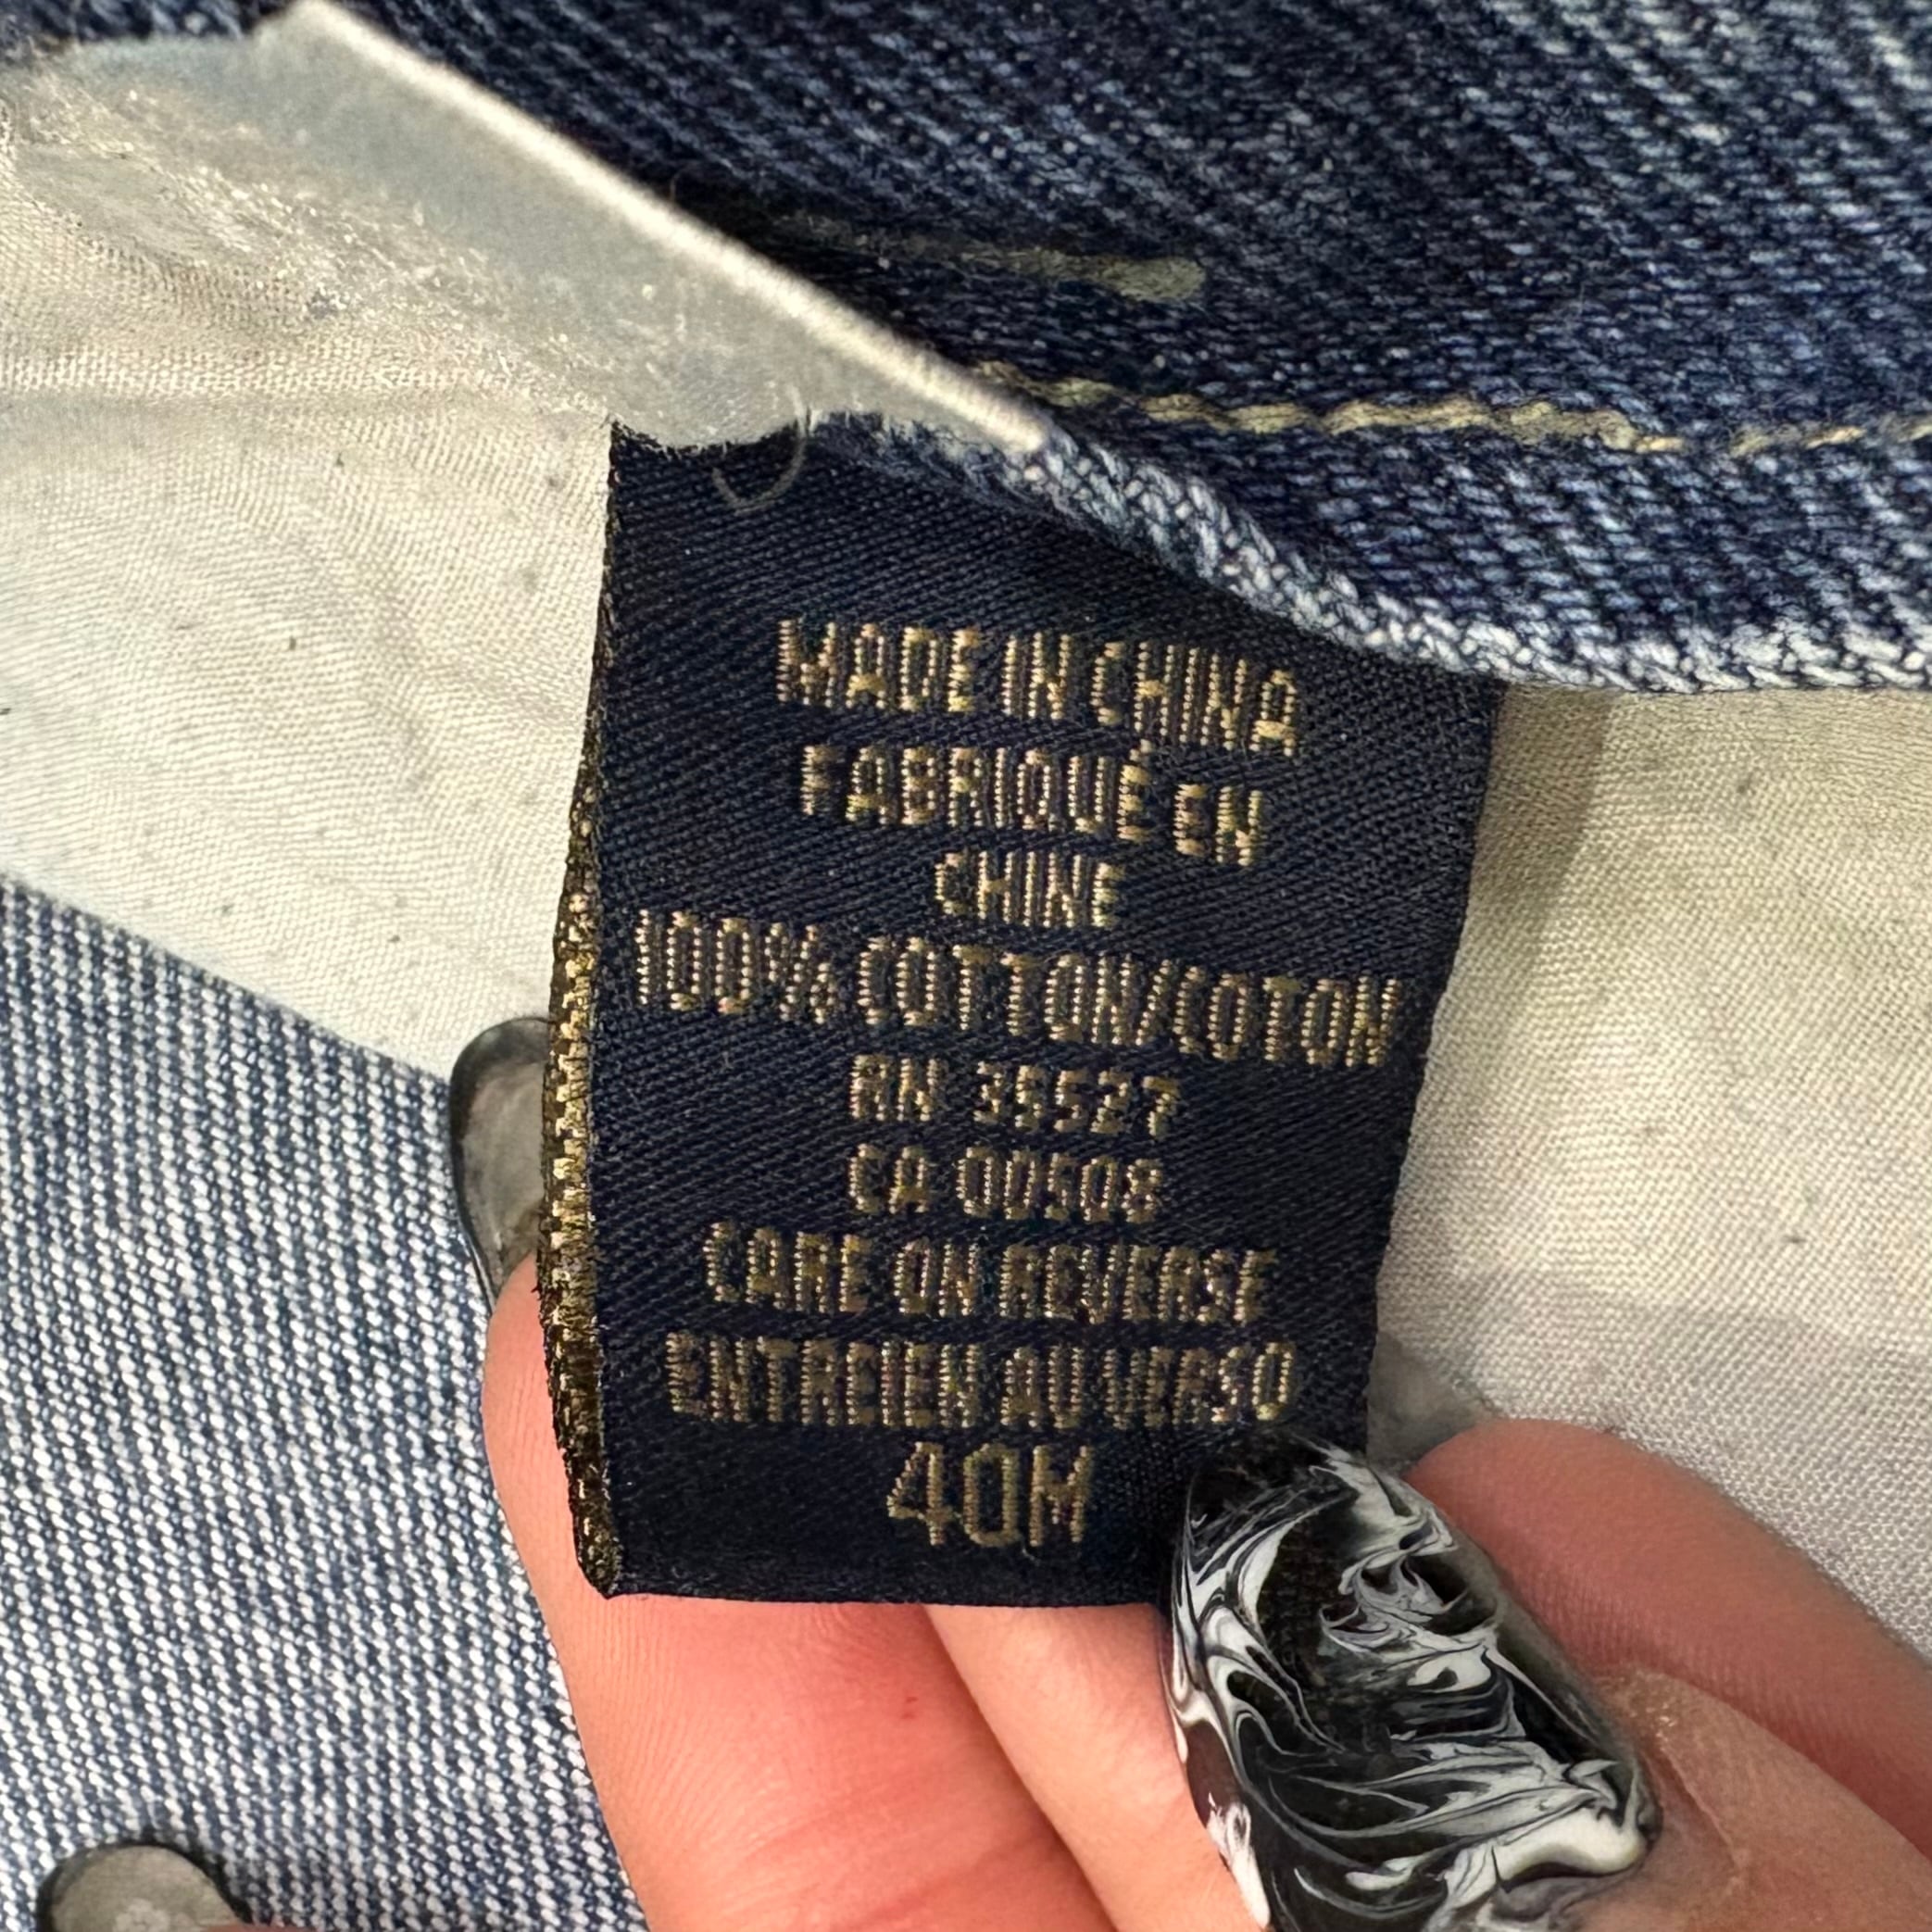 MADE IN CHINA
FABRIQUÉ EN
CHINE
100% COTTON/COTON
RN 35527
CA 00508
CARE ON REVERSE
ENTREIEN AU VERSO
40M